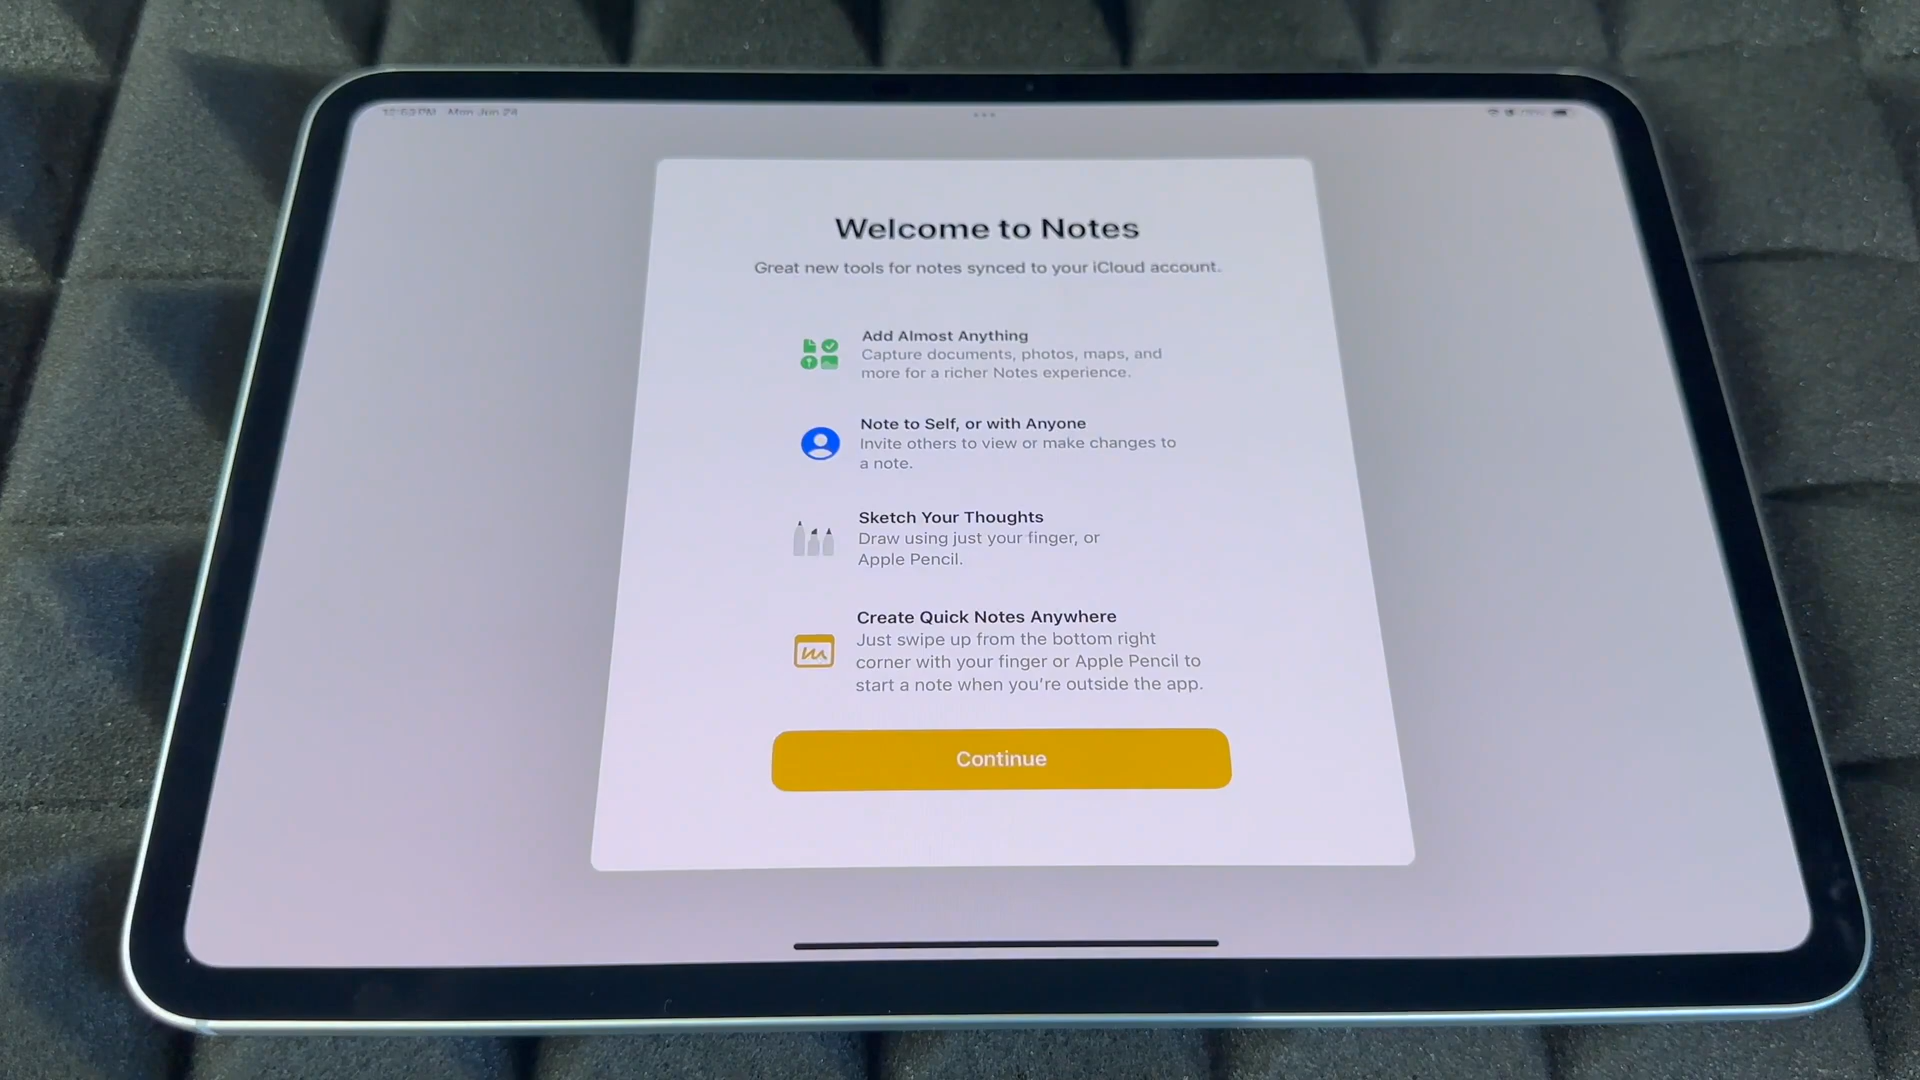 Mon Jun 24
Welcome to Notes
Great new tools for notes synced to your iCloud account.
Add Almost Anything
Capture documents, photos, maps, and
more for a richer Notes experience.
Note to Self, or with Anyone
Invite others to view or make changes to
a note.
Sketch Your Thoughts
Draw using just your finger, or
Apple Pencil.
Create Quick Notes Anywhere
Just swipe up from the bottom right
corner with your finger or Apple Pencil to
start a note when you're outside the app.
Continue